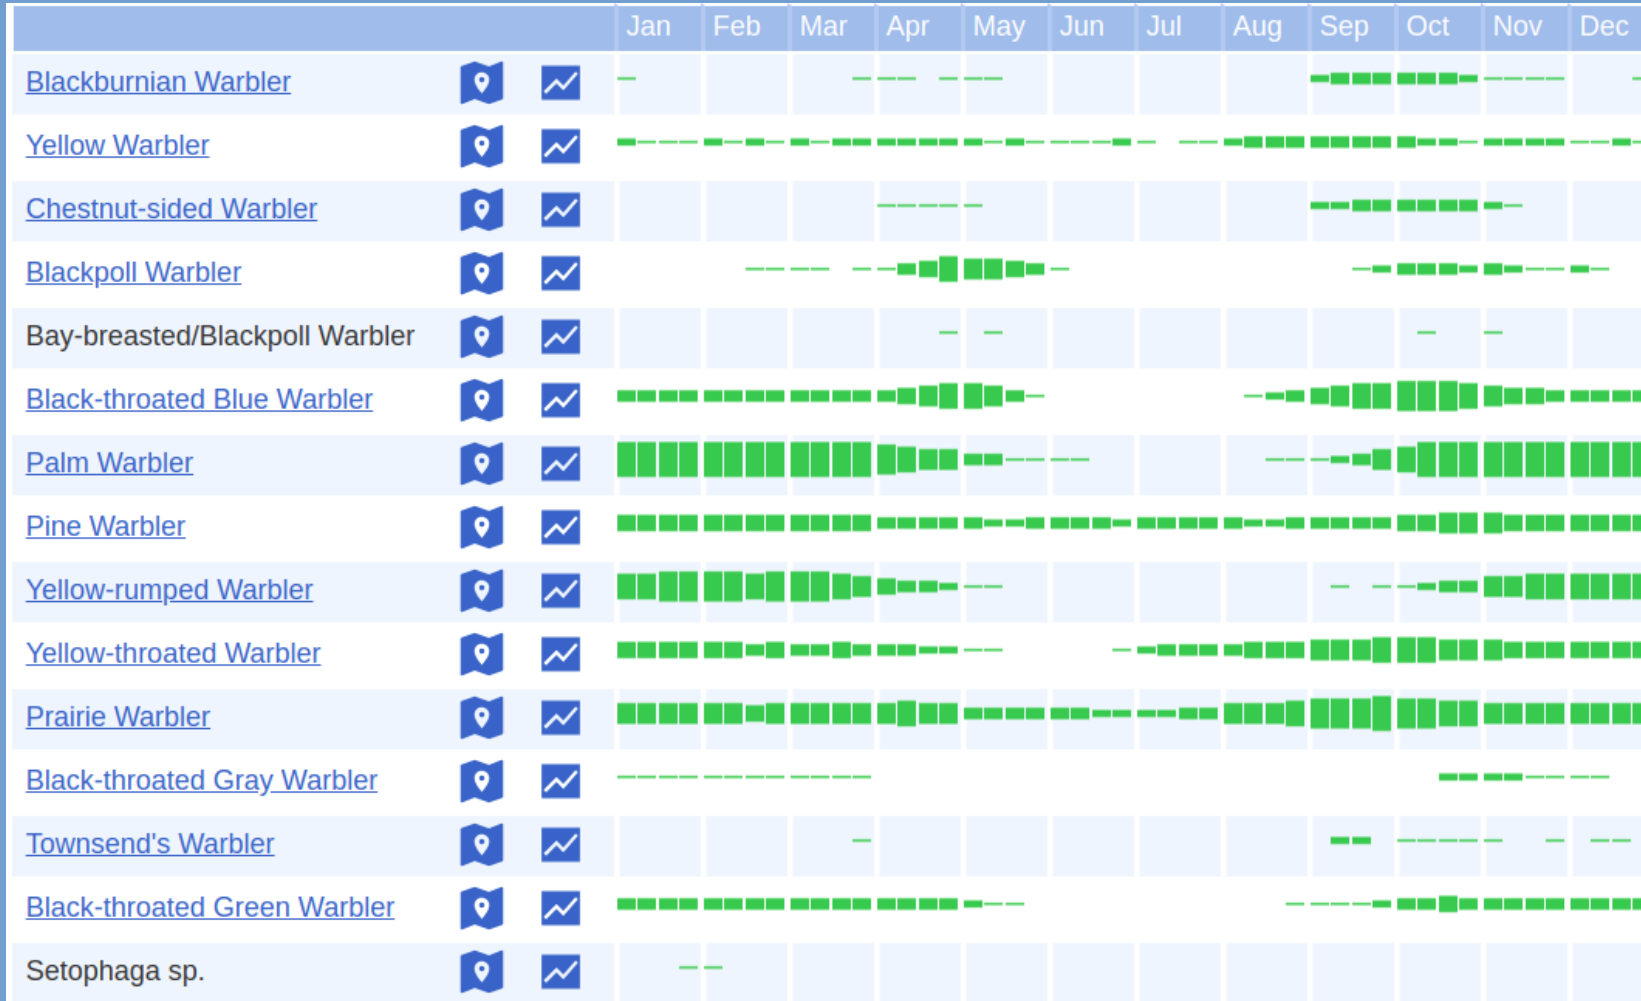 Jan Feb Mar Apr May Jun Jul Aug Sep Oct Nov Dec
Blackburnian Warbler
Yellow Warbler
Chestnut-sided Warbler
Blackpoll Warbler
Bay-breasted/Blackpoll Warbler
Black-throated Blue Warbler
Palm Warbler
Pine Warbler
Yellow-rumped Warbler
Yellow-throated Warbler
Prairie Warbler
Black-throated Gray Warbler
Townsend's Warbler
Black-throated Green Warbler
Setophaga sp.